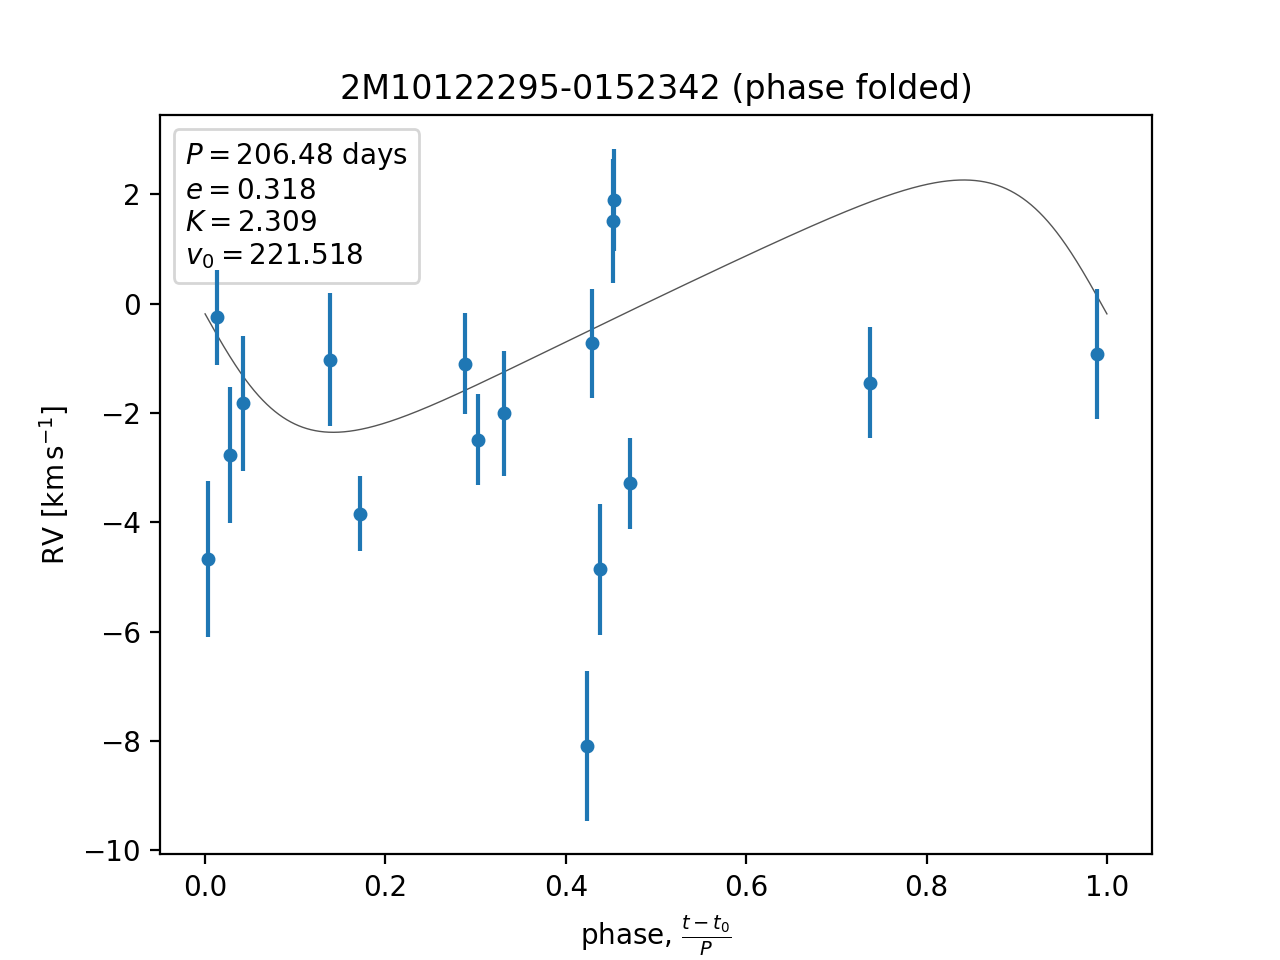 2M10122295-0152342 (phase folded)
P = 206.48 days
e = 0.318
K = 2.309
v₀ = 221.518
2
0
−2
−4
−6
−8
−10
RV [km s⁻¹]
0.0 0.2 0.4 0.6 0.8 1.0
phase, (t − t₀)/P